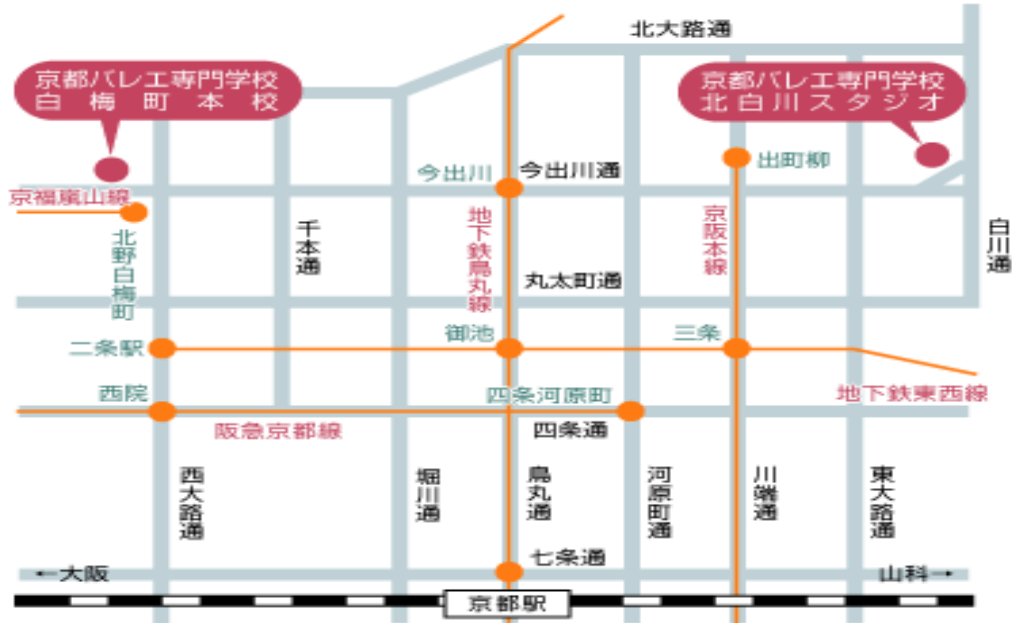 北大路通
京都バレエ専門学校
白梅町本校
京都バレエ専門学校
北白川スタジオ
今出川
今出川通
出町柳
京福嵐山線
北野白梅町
千本通
地下鉄烏丸線
京阪本線
白川通
丸太町通
二条駅
御池
三条
西院
四条河原町
地下鉄東西線
阪急京都線
四条通
西大路通
堀川通
烏丸通
河原町通
川端通
東大路通
七条通
←大阪
山科→
京都駅